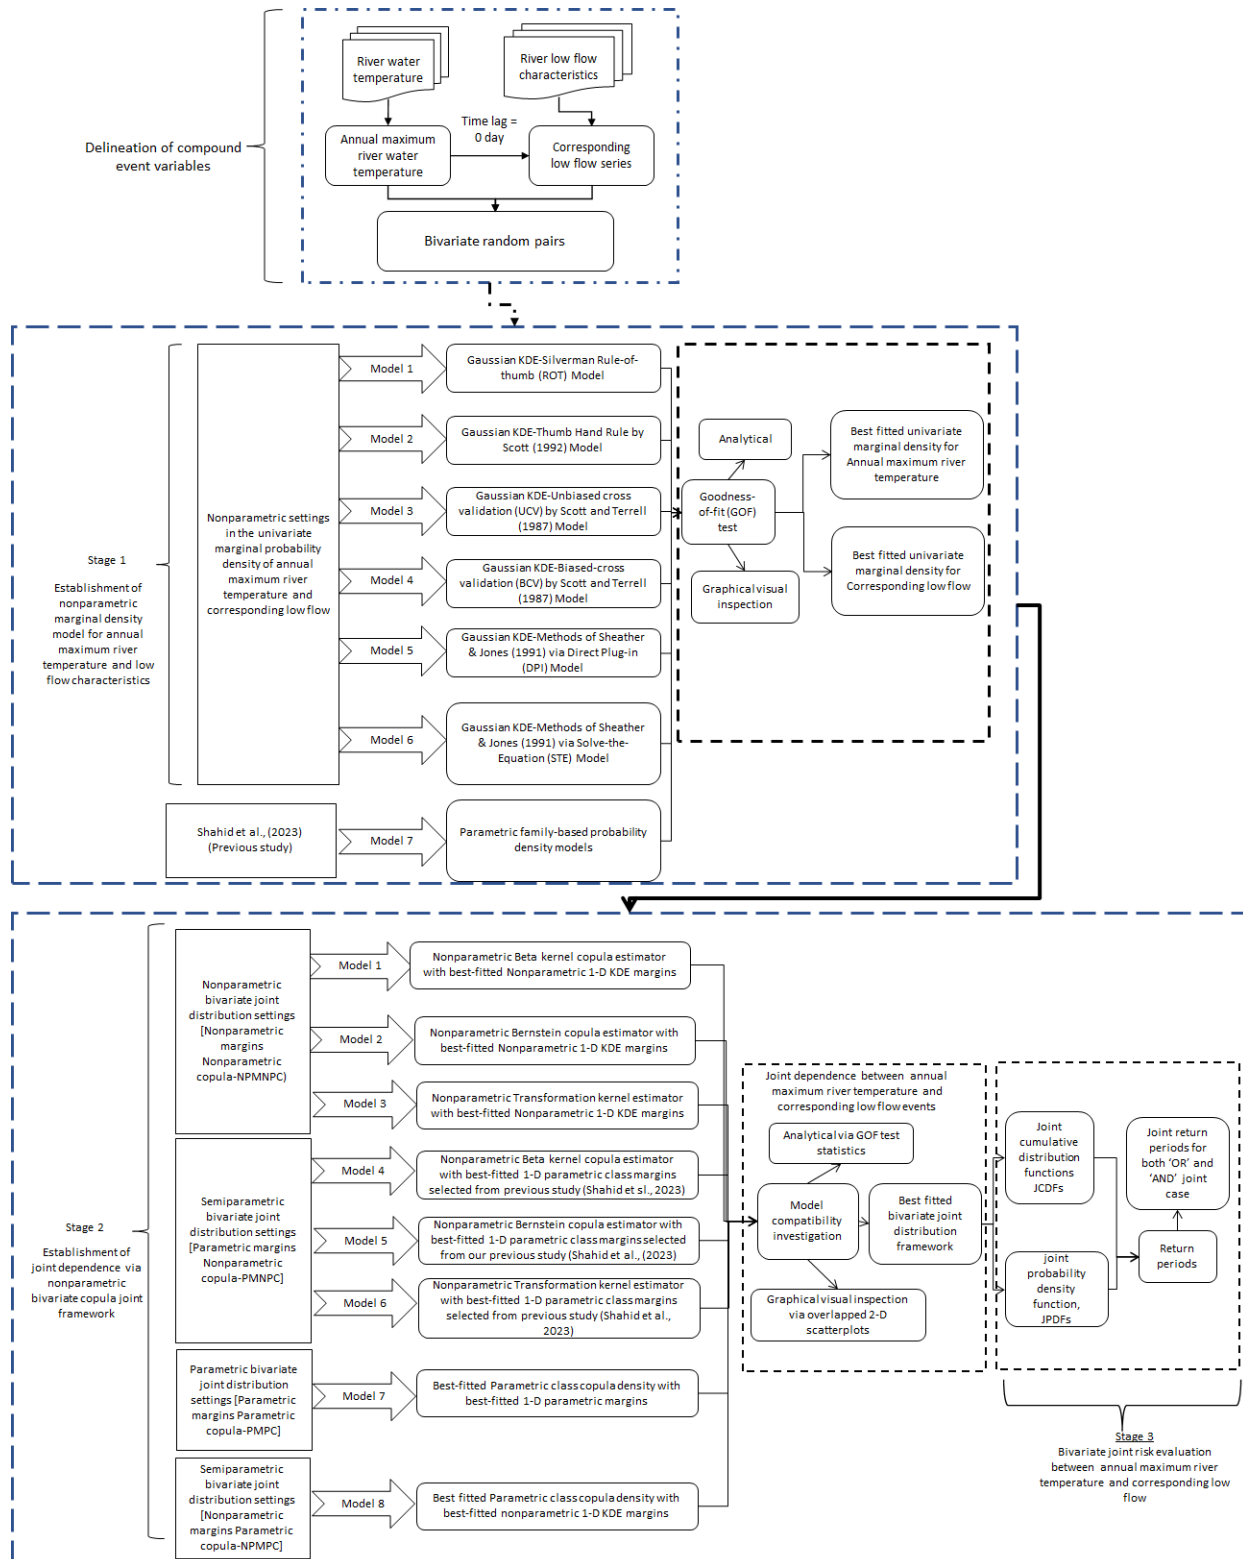 River water
temperature
River low flow
characteristics
Time lag =
0 day
Annual maximum
river water
temperature
Corresponding
low flow series
Delineation of compound
event variables
Bivariate random pairs
Stage 1
Establishment of
nonparametric
marginal density
model for annual
maximum river
temperature and low
flow characteristics
Nonparametric settings
in the univariate
marginal probability
density of annual
maximum river
temperature and
corresponding low flow
Model 1
Gaussian KDE-Silverman Rule-of-
thumb (ROT) Model
Model 2
Gaussian KDE-Thumb Hand Rule by
Scott (1992) Model
Model 3
Gaussian KDE-Unbiased cross
validation (UCV) by Scott and Terrell
(1987) Model
Model 4
Gaussian KDE-Biased-cross
validation (BCV) by Scott and Terrell
(1987) Model
Model 5
Gaussian KDE-Methods of Sheather
& Jones (1991) via Direct Plug-in
(DPI) Model
Model 6
Gaussian KDE-Methods of Sheather
& Jones (1991) via Solve-the-
Equation (STE) Model
Shahid et al., (2023)
(Previous study)
Model 7
Parametric family-based probability
density models
Analytical
Goodness-
of-fit (GOF)
test
Graphical visual
inspection
Best fitted univariate
marginal density for
Annual maximum river
temperature
Best fitted univariate
marginal density for
Corresponding low flow
Stage 2
Establishment of
joint dependence via
nonparametric
bivariate copula joint
framework
Nonparametric
bivariate joint
distribution settings
[Nonparametric
margins
Nonparametric
copula-NPMNPC)
Model 1
Nonparametric Beta kernel copula estimator
with best-fitted Nonparametric 1-D KDE margins
Model 2
Nonparametric Bernstein copula estimator with
best-fitted Nonparametric 1-D KDE margins
Model 3
Nonparametric Transformation kernel estimator
with best-fitted Nonparametric 1-D KDE margins
Semiparametric
bivariate joint
distribution settings
[Parametric margins
Nonparametric
copula-PMNPC]
Model 4
Nonparametric Beta kernel copula estimator
with best-fitted 1-D parametric class margins
selected from previous study (Shahid et sl., 2023)
Model 5
Nonparametric Bernstein copula estimator with
best-fitted 1-D parametric class margins selected
from our previous study (Shahid et al., (2023)
Model 6
Nonparametric Transformation kernel estimator
with best-fitted 1-D parametric class margins
selected from previous study (Shahid et al.,
2023)
Parametric bivariate
joint distribution
settings [Parametric
margins Parametric
copula-PMPC]
Model 7
Best-fitted Parametric class copula density with
best-fitted 1-D parametric margins
Semiparametric
bivariate joint
distribution settings
[Nonparametric
margins Parametric
copula-NPMPC]
Model 8
Best fitted Parametric class copula density with
best-fitted nonparametric 1-D KDE margins
Joint dependence between annual
maximum river temperature and
corresponding low flow events
Analytical via GOF test
statistics
Model
compatibility
investigation
Best fitted
bivariate joint
distribution
framework
Graphical visual inspection
via overlapped 2-D
scatterplots
Joint
cumulative
distribution
functions
JCDFs
Joint return
periods for
both 'OR' and
'AND' joint
case
joint
probability
density
function,
JPDFs
Return
periods
Stage 3
Bivariate joint risk evaluation
between annual maximum river
temperature and corresponding low
flow